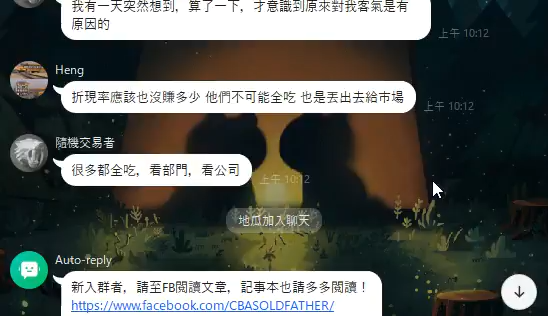 我有一天突然想到，算了一下，才意識到原來對我客氣是有
原因的
上午 10:12
Heng
折現率應該也沒賺多少 他們不可能全吃 也是丟出去給市場
上午 10:12
隨機交易者
很多都全吃，看部門，看公司
上午 10:12
地瓜加入聊天
Auto-reply
新入群者，請至FB閱讀文章，記事本也請多多閱讀！
https://www.facebook.com/CBASOLDFATHER/